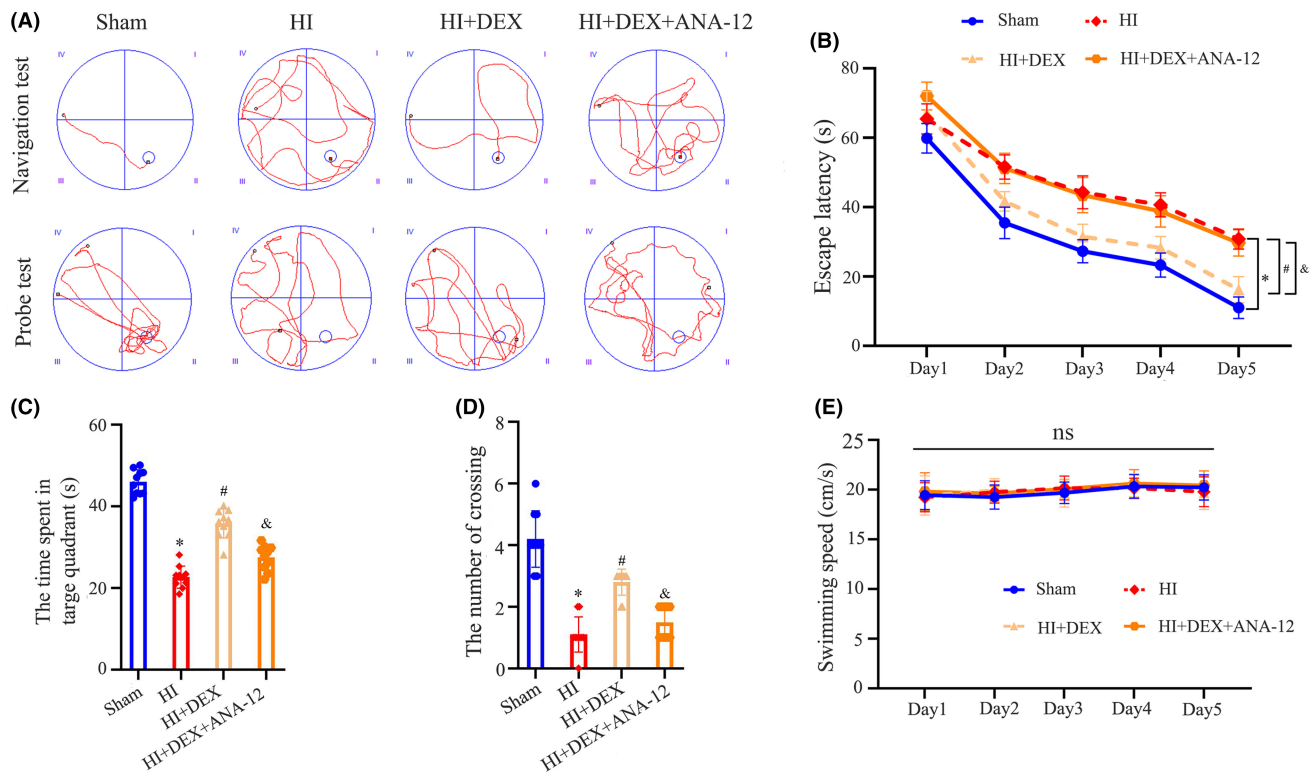 (A)
Sham
HI
HI+DEX
HI+DEX+ANA-12
Navigation test
IV I
III II
IV I
III II
IV I
III II
IV I
III II
Probe test
IV I
III II
IV I
III II
IV I
III II
IV I
III II
(B)
Sham
HI
HI+DEX
HI+DEX+ANA-12
Escape latency (s)
80
60
40
20
0
Day1 Day2 Day3 Day4 Day5
* # &
(C)
The time spent in
targe quadrant (s)
60
40
20
0
*
#
&
Sham
HI
HI+DEX
HI+DEX+ANA-12
(D)
The number of crossing
8
6
4
2
0
*
#
&
Sham
HI
HI+DEX
HI+DEX+ANA-12
(E)
ns
Swimming speed (cm/s)
25
20
15
10
5
0
Sham
HI
HI+DEX
HI+DEX+ANA-12
Day1 Day2 Day3 Day4 Day5